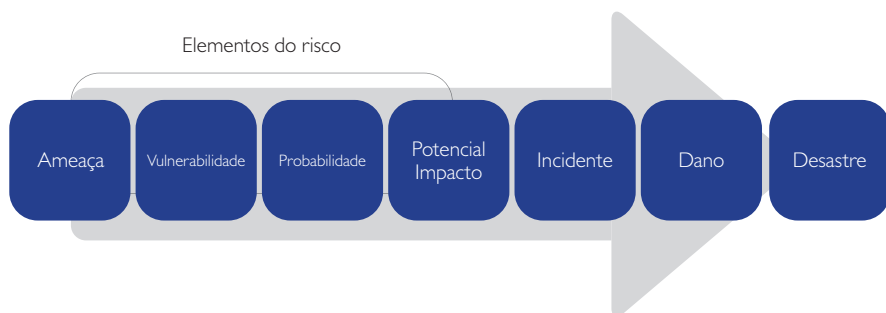 Elementos do risco
Ameaça
Vulnerabilidade
Probabilidade
Potencial
Impacto
Incidente
Dano
Desastre